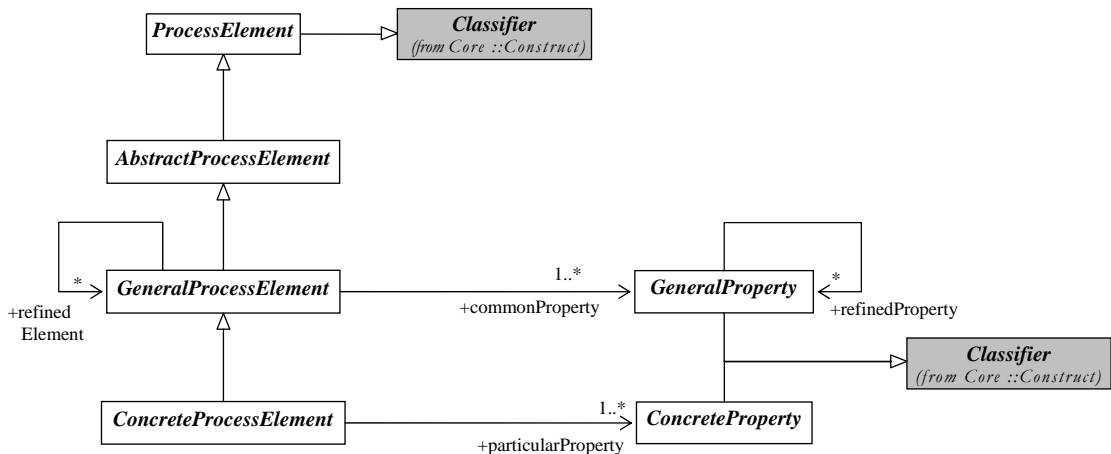 ProcessElement
Classifier
(from Core ::Construct)
AbstractProcessElement
*
GeneralProcessElement
+refined
Element
1..*
+commonProperty
GeneralProperty
*
+refinedProperty
Classifier
(from Core ::Construct)
ConcreteProcessElement
1..*
+particularProperty
ConcreteProperty